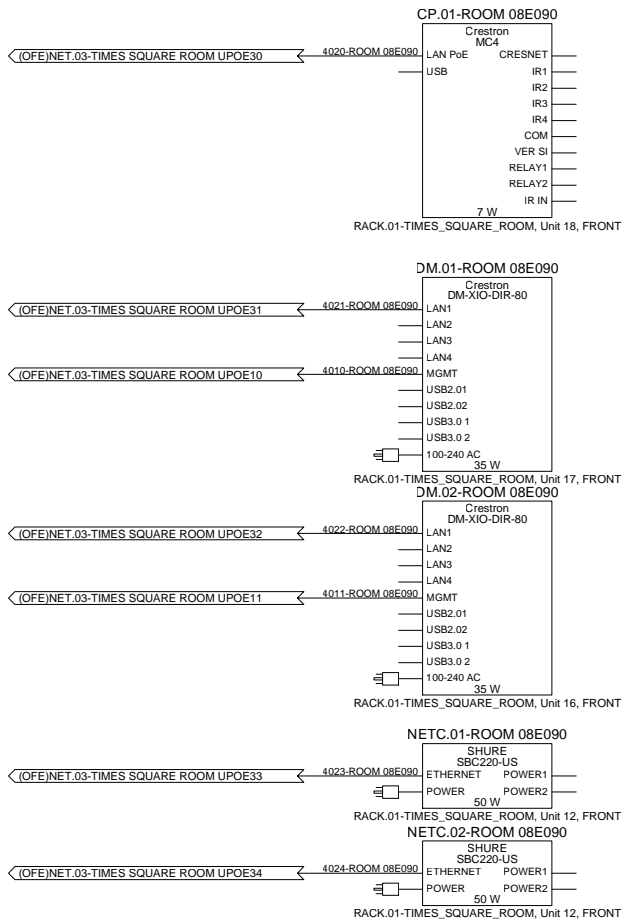 CP.01-ROOM 08E090
Crestron
MC4
(OFE)NET.03-TIMES SQUARE ROOM UPOE30 4020-ROOM 08E090 LAN PoE CRESNET
USB IR1
IR2
IR3
IR4
COM
VER SI
RELAY1
RELAY2
IR IN
7 W
RACK.01-TIMES_SQUARE_ROOM, Unit 18, FRONT
DM.01-ROOM 08E090
Crestron
DM-XIO-DIR-80
(OFE)NET.03-TIMES SQUARE ROOM UPOE31 4021-ROOM 08E090 LAN1
LAN2
LAN3
LAN4
(OFE)NET.03-TIMES SQUARE ROOM UPOE10 4010-ROOM 08E090 MGMT
USB2.01
USB2.02
USB3.0 1
USB3.0 2
100-240 AC
35 W
RACK.01-TIMES_SQUARE_ROOM, Unit 17, FRONT
DM.02-ROOM 08E090
Crestron
DM-XIO-DIR-80
(OFE)NET.03-TIMES SQUARE ROOM UPOE32 4022-ROOM 08E090 LAN1
LAN2
LAN3
LAN4
(OFE)NET.03-TIMES SQUARE ROOM UPOE11 4011-ROOM 08E090 MGMT
USB2.01
USB2.02
USB3.0 1
USB3.0 2
100-240 AC
35 W
RACK.01-TIMES_SQUARE_ROOM, Unit 16, FRONT
NETC.01-ROOM 08E090
SHURE
SBC220-US
(OFE)NET.03-TIMES SQUARE ROOM UPOE33 4023-ROOM 08E090 ETHERNET POWER1
POWER POWER2
50 W
RACK.01-TIMES_SQUARE_ROOM, Unit 12, FRONT
NETC.02-ROOM 08E090
SHURE
SBC220-US
(OFE)NET.03-TIMES SQUARE ROOM UPOE34 4024-ROOM 08E090 ETHERNET POWER1
POWER POWER2
50 W
RACK.01-TIMES_SQUARE_ROOM, Unit 12, FRONT